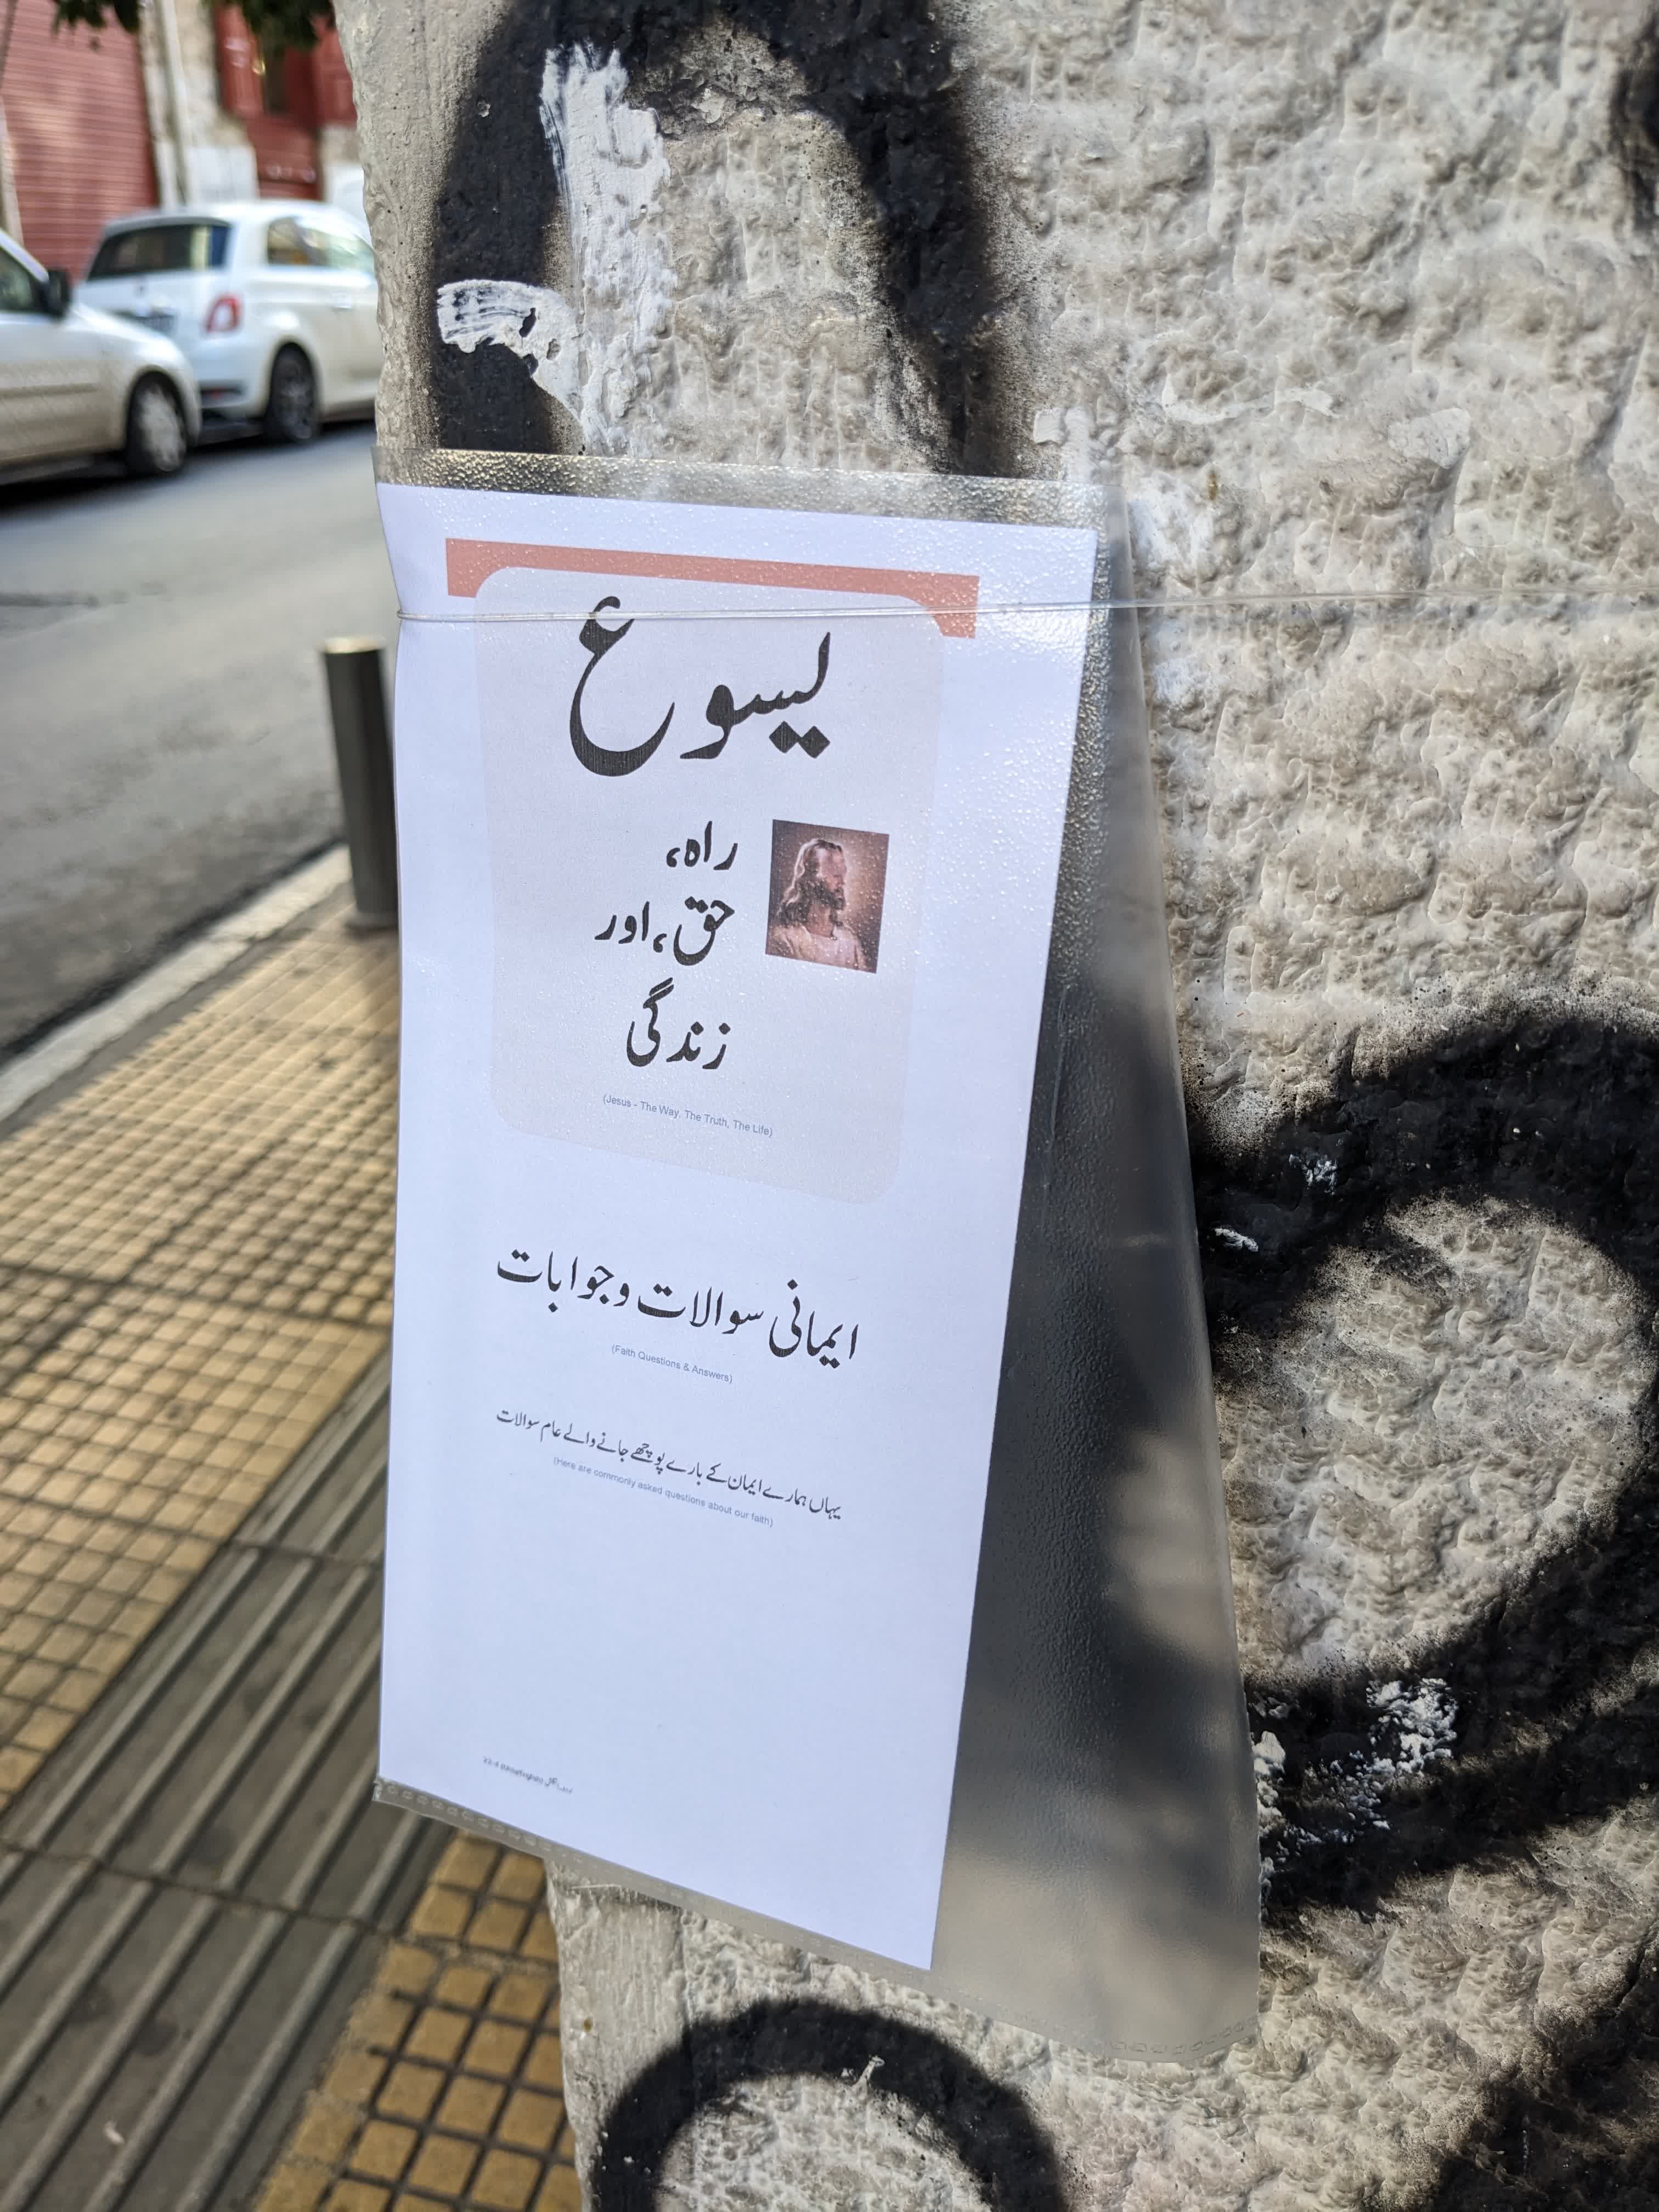 یسوع
راہ،
حق، اور
زندگی
(Jesus - The Way, The Truth, The Life)
ایمانی سوالات و جوابات
(Faith Questions & Answers)
یہاں ہمارے ایمان کے بارے پوچھے جانے والے عام سوالات
(Here are commonly asked questions about our faith)